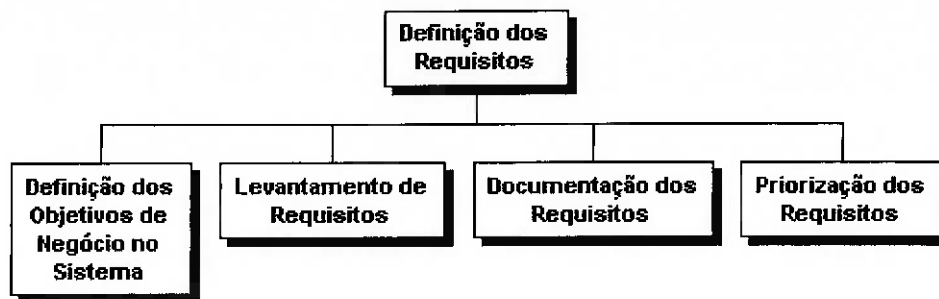 Definição dos
Requisitos
Definição dos
Objetivos de
Negócio no
Sistema
Levantamento de
Requisitos
Documentação dos
Requisitos
Priorização dos
Requisitos